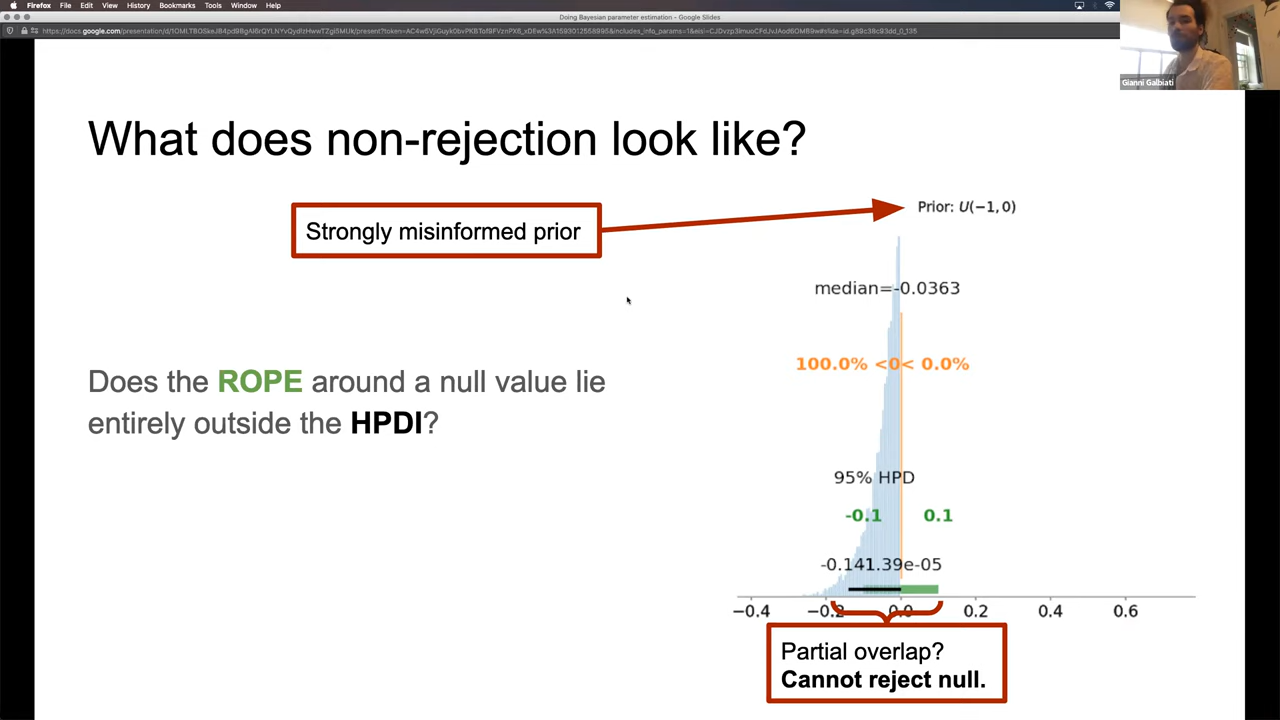 Firefox File Edit View History Bookmarks Tools Window Help
Doing Bayesian parameter estimation - Google Slides
Gianni Galbiati
What does non-rejection look like?
Strongly misinformed prior
Prior: U(−1, 0)
median=-0.0363
100.0% <0< 0.0%
Does the ROPE around a null value lie
entirely outside the HPDI?
95% HPD
-0.1 0.1
-0.141.39e-05
−0.4 −0.2 0.0 0.2 0.4 0.6
Partial overlap?
Cannot reject null.